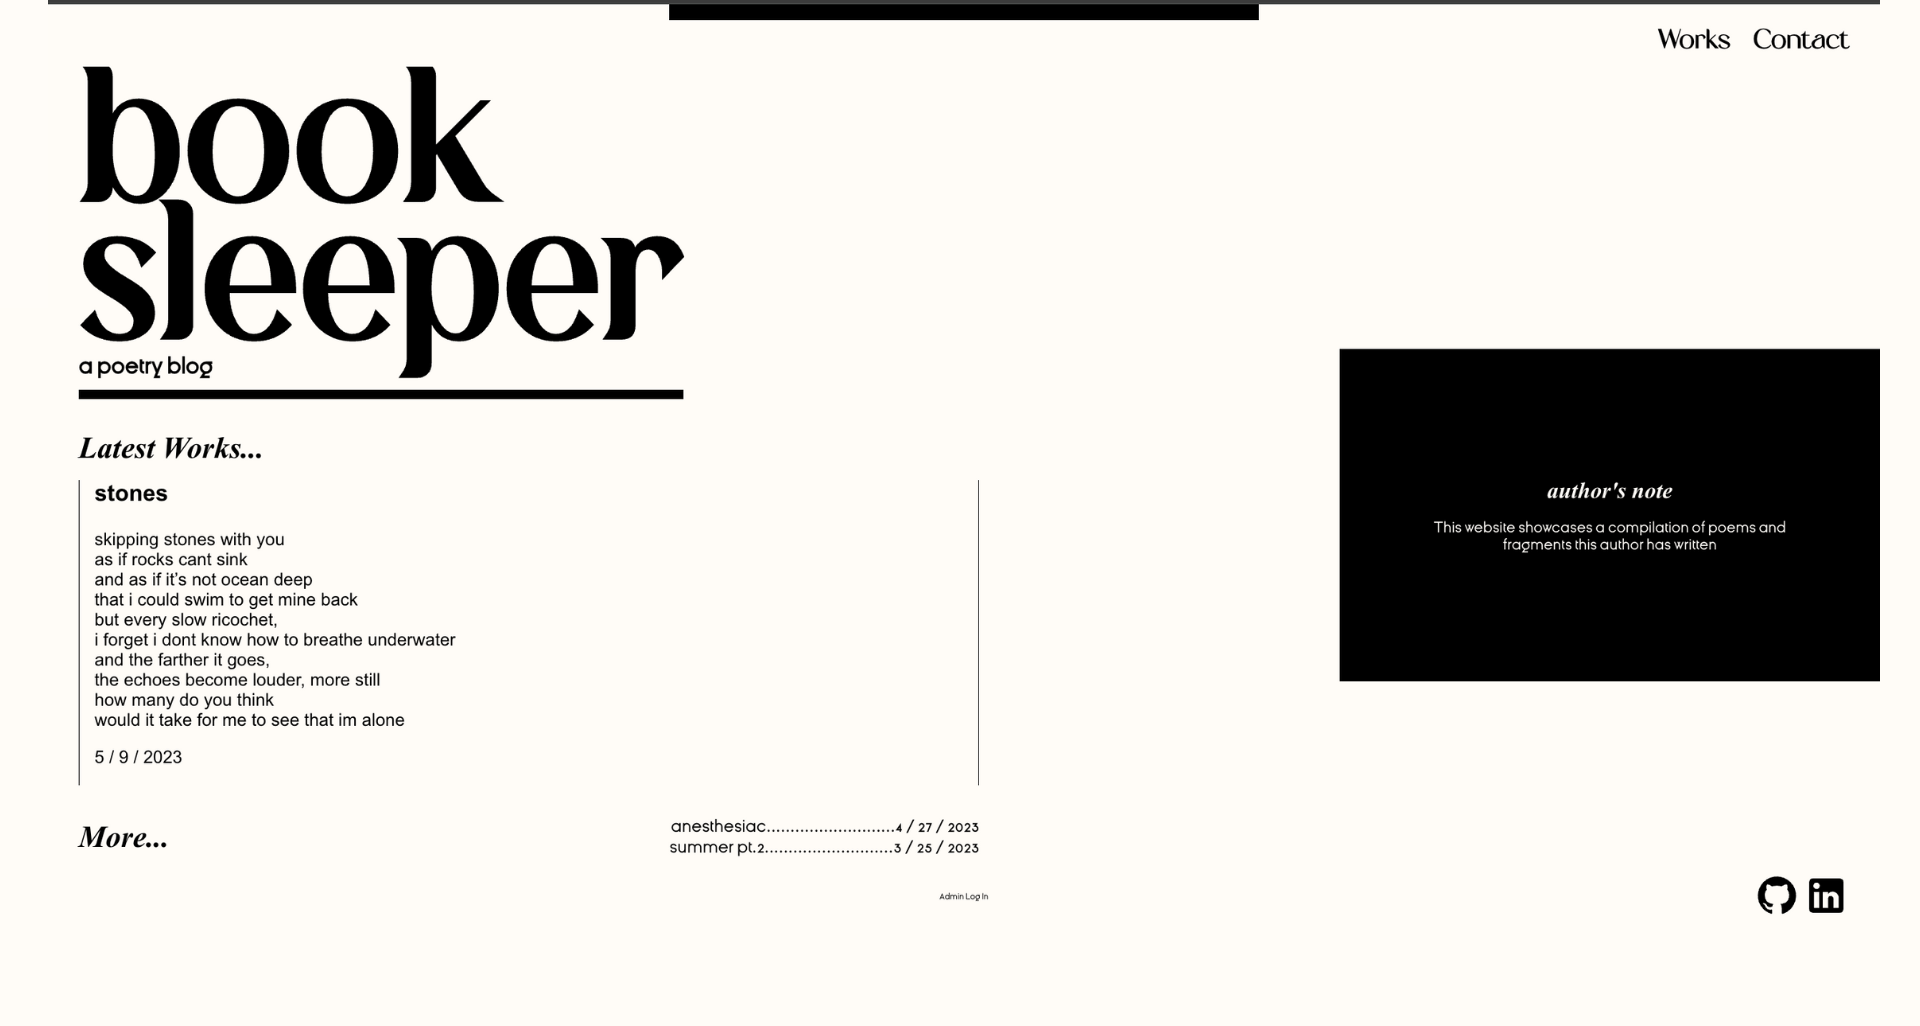 Works Contact
book
sleeper
a poetry blog
Latest Works...
stones
skipping stones with you
as if rocks cant sink
and as if it’s not ocean deep
that i could swim to get mine back
but every slow ricochet,
i forget i dont know how to breathe underwater
and the farther it goes,
the echoes become louder, more still
how many do you think
would it take for me to see that im alone
5 / 9 / 2023
author's note
This website showcases a compilation of poems and
fragments this author has written
More...
anesthesiac...........................4 / 27 / 2023
summer pt.2...........................3 / 25 / 2023
Admin Log In
in